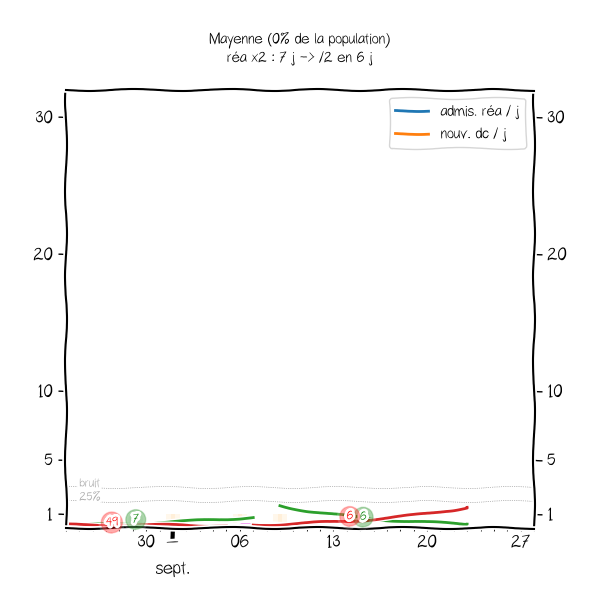 Mayenne (0% de la population)
réa x2 : 7 j -> /2 en 6 j
admis. réa / j
nouv. dc / j
30 30
20 20
10 10
5 5
bruit
25%
1 1
49 7 6 6
30 06 13 20 27
sept.